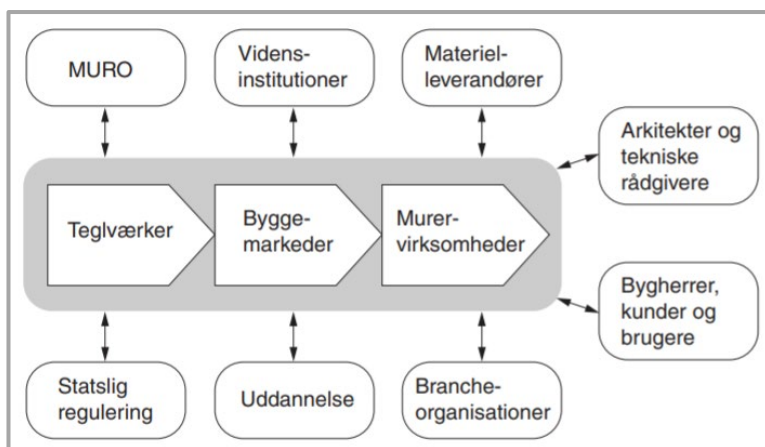 MURO
Videns-
institutioner
Materiel-
leverandører
Arkitekter og
tekniske
rådgivere
Teglværker
Bygge-
markeder
Murer-
virksomheder
Bygherrer,
kunder og
brugere
Statslig
regulering
Uddannelse
Branche-
organisationer